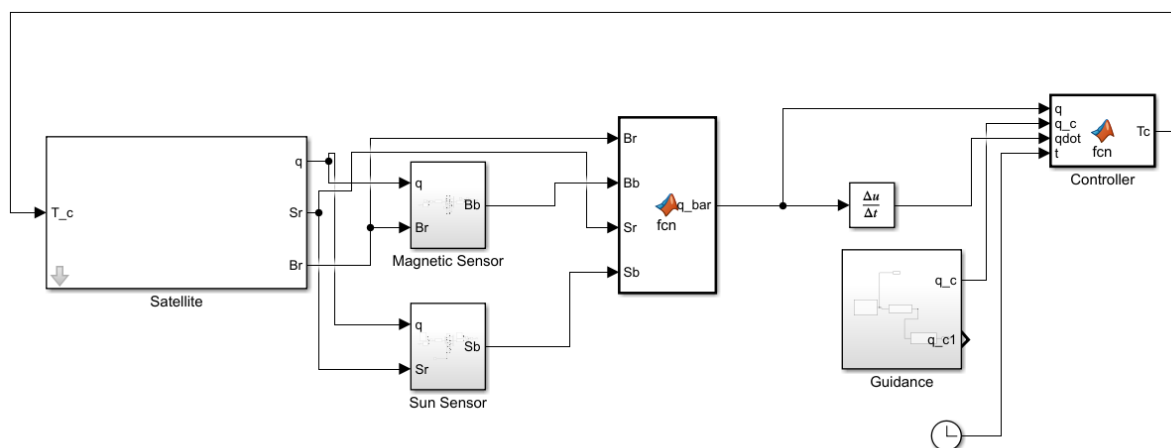 T_c
q
Sr
Br
Satellite
q
Br
Bb
Magnetic Sensor
q
Sr
Sb
Sun Sensor
Br
Bb
Sr
Sb
fcn
q_bar
Δu
Δt
q_c
q_c1
Guidance
q
q_c
qdot
t
fcn
Tc
Controller